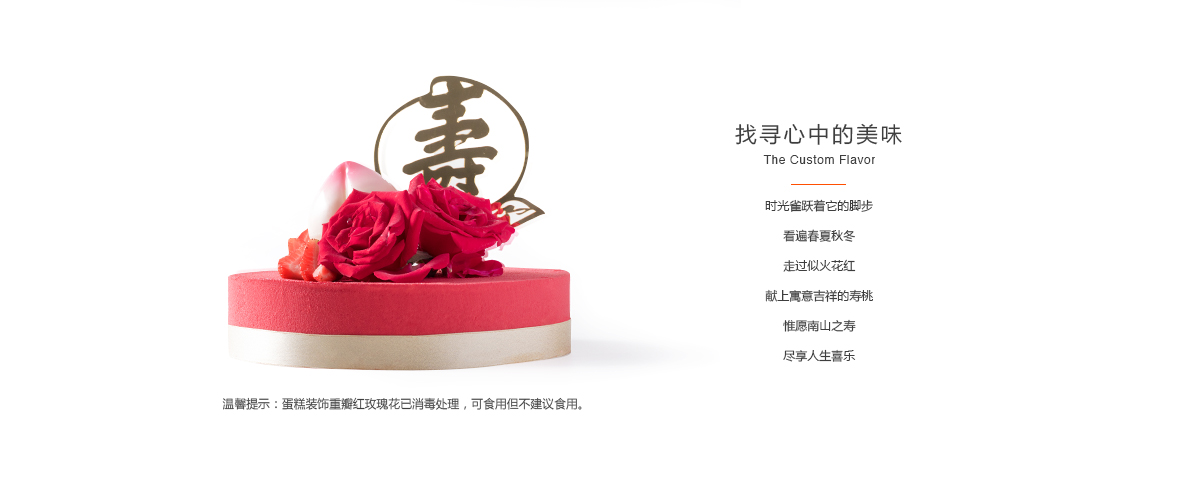 寿
找寻心中的美味
The Custom Flavor
时光雀跃着它的脚步
看遍春夏秋冬
走过似火花红
献上寓意吉祥的寿桃
惟愿南山之寿
尽享人生喜乐
温馨提示：蛋糕装饰重瓣红玫瑰花已消毒处理，可食用但不建议食用。